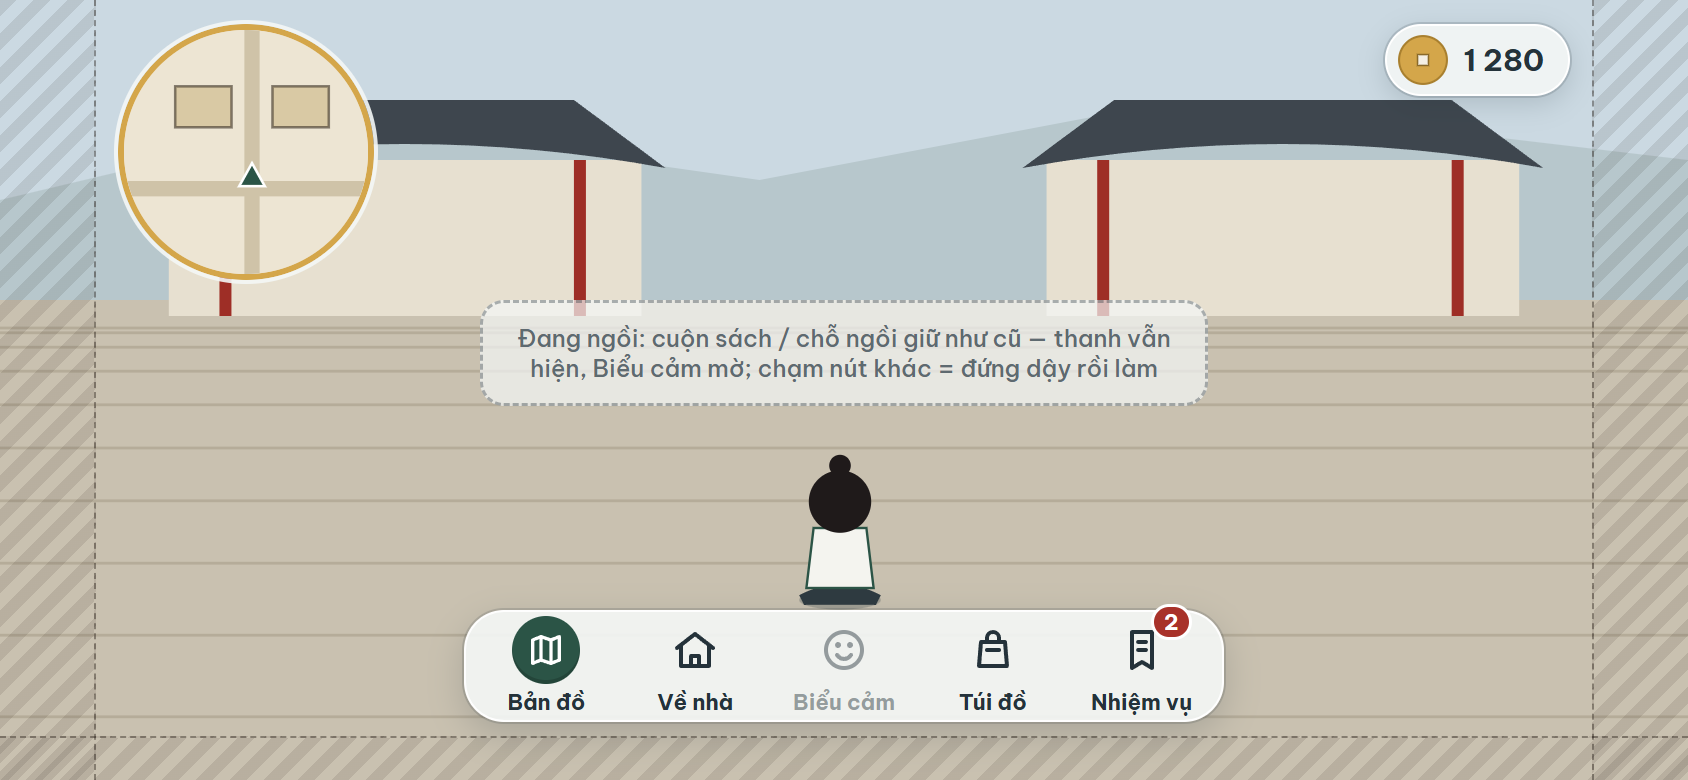 1 280
Đang ngồi: cuộn sách / chỗ ngồi giữ như cũ – thanh vẫn
hiện, Biểu cảm mờ; chạm nút khác = đứng dậy rồi làm
2
Bản đồ
Về nhà
Biểu cảm
Túi đồ
Nhiệm vụ